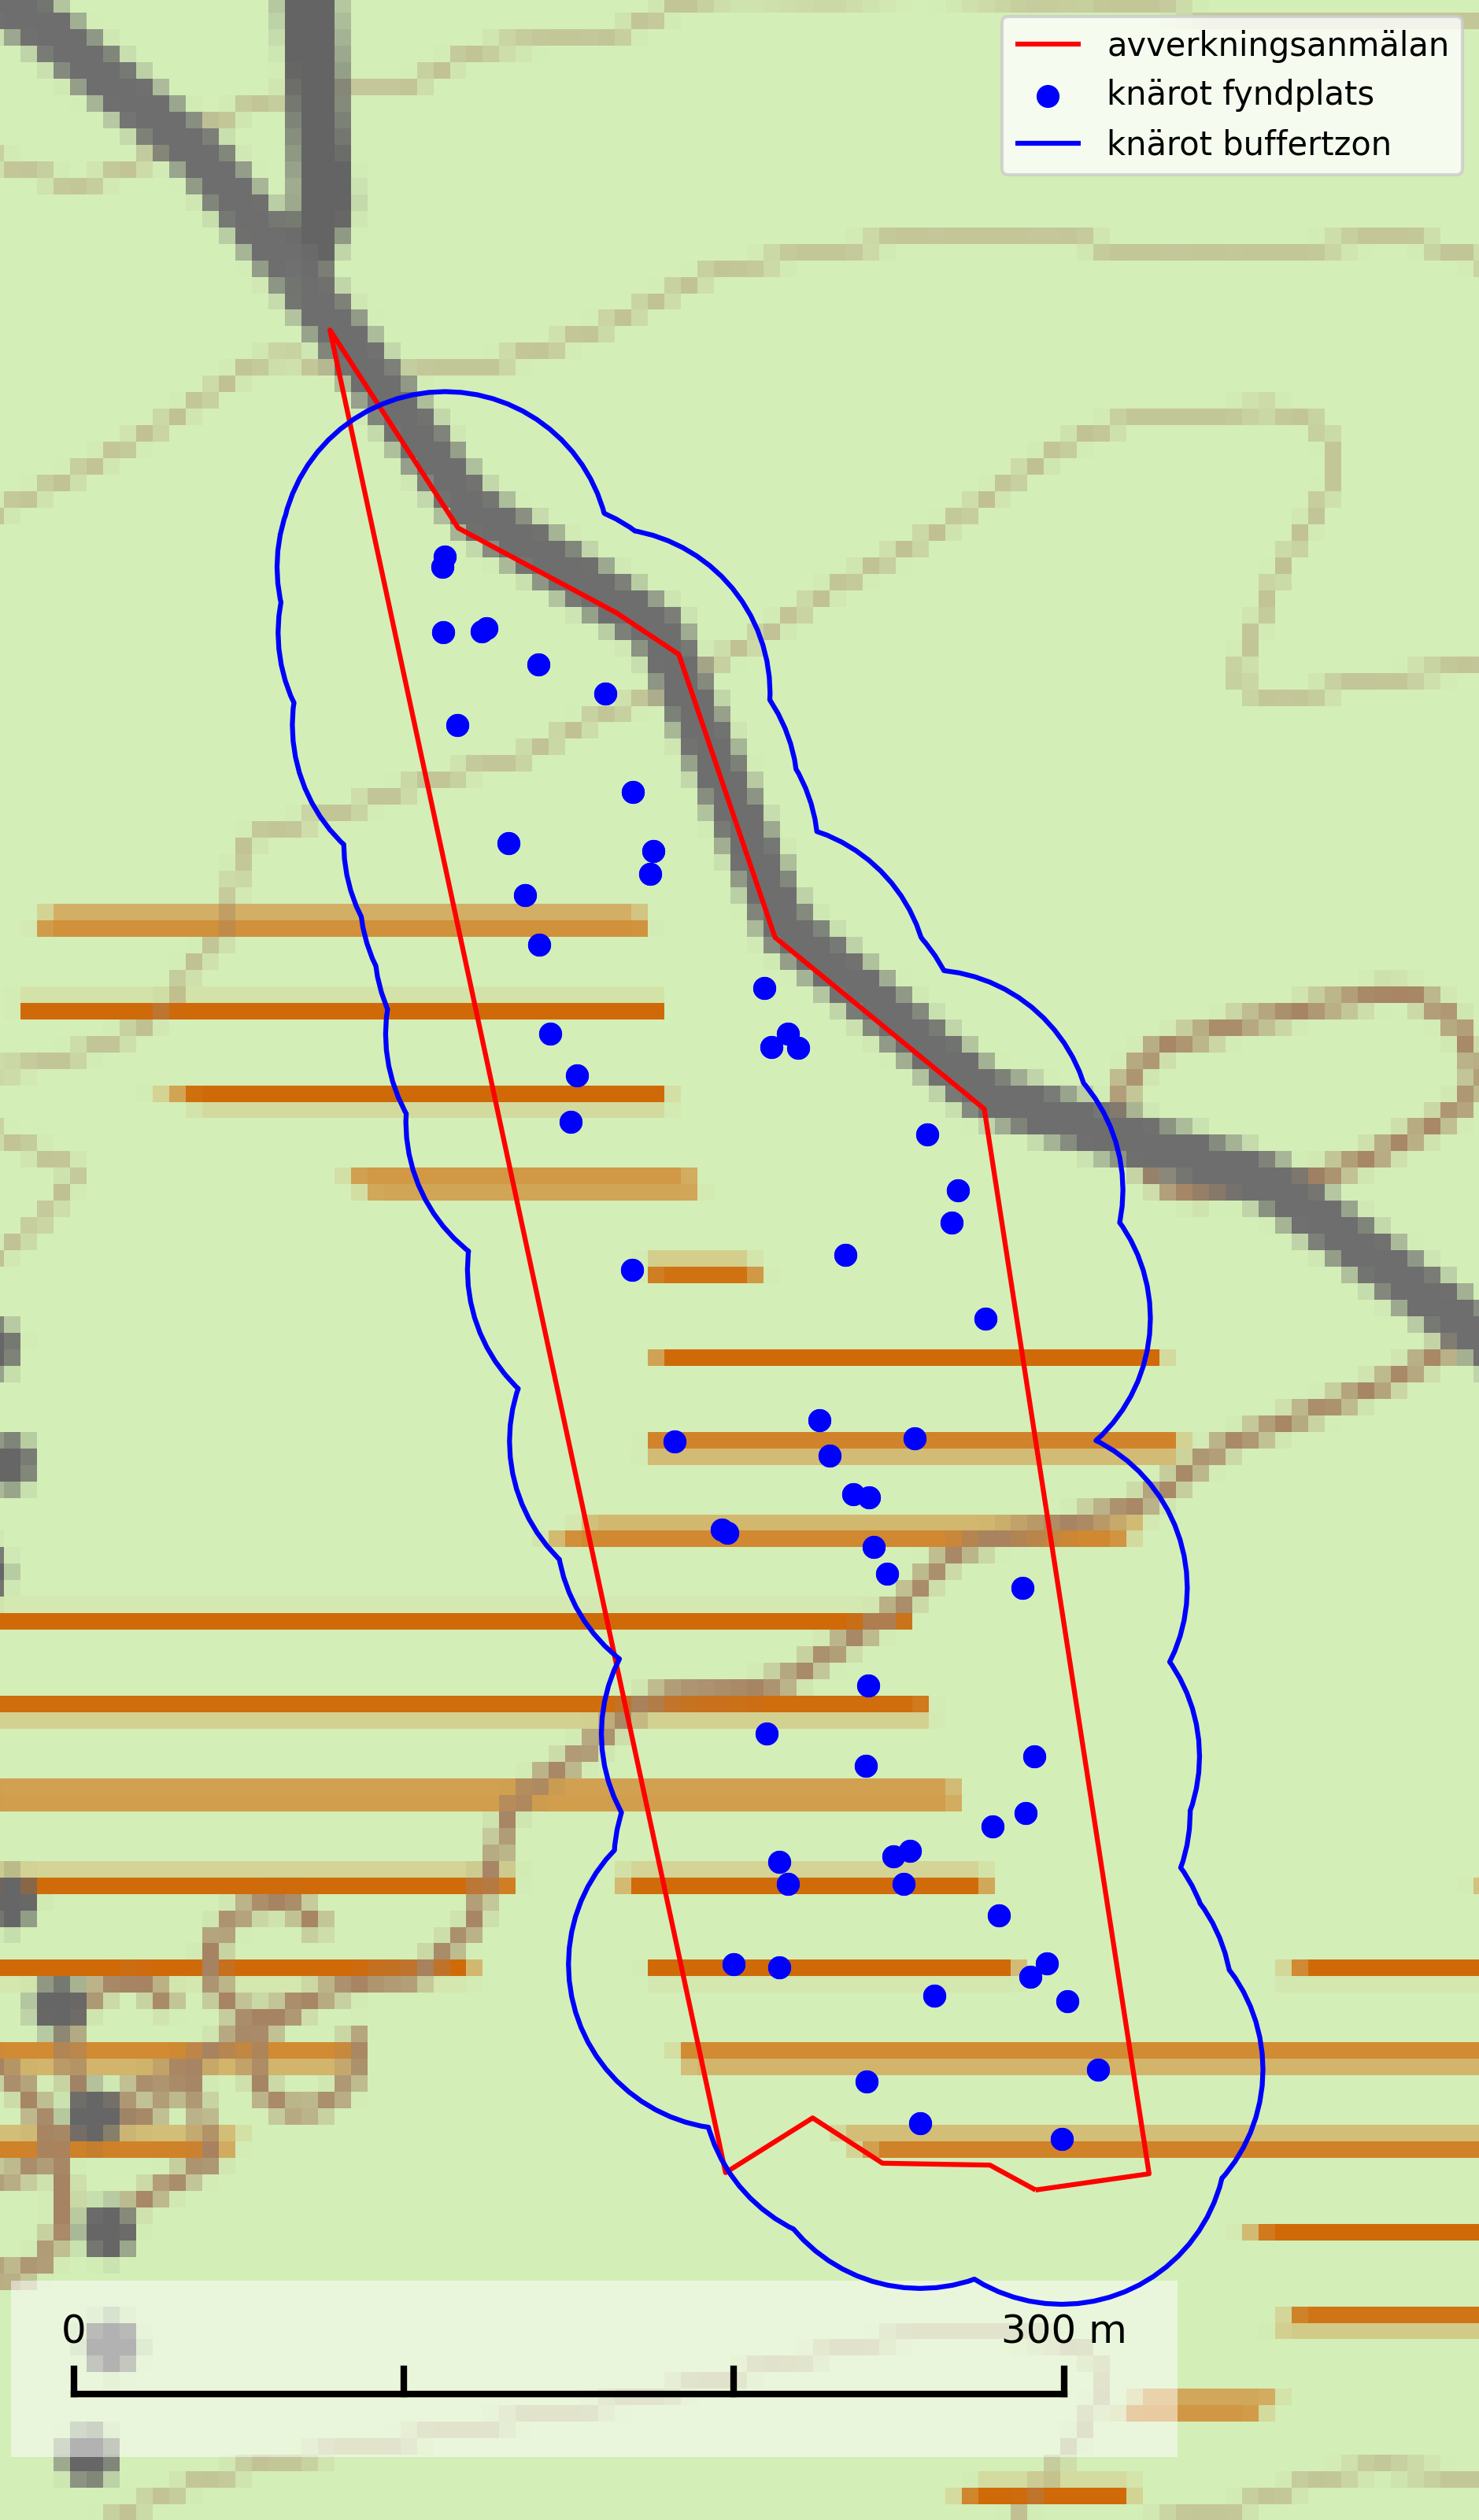 avverkningsanmälan
knärot fyndplats
knärot buffertzon
0 300 m